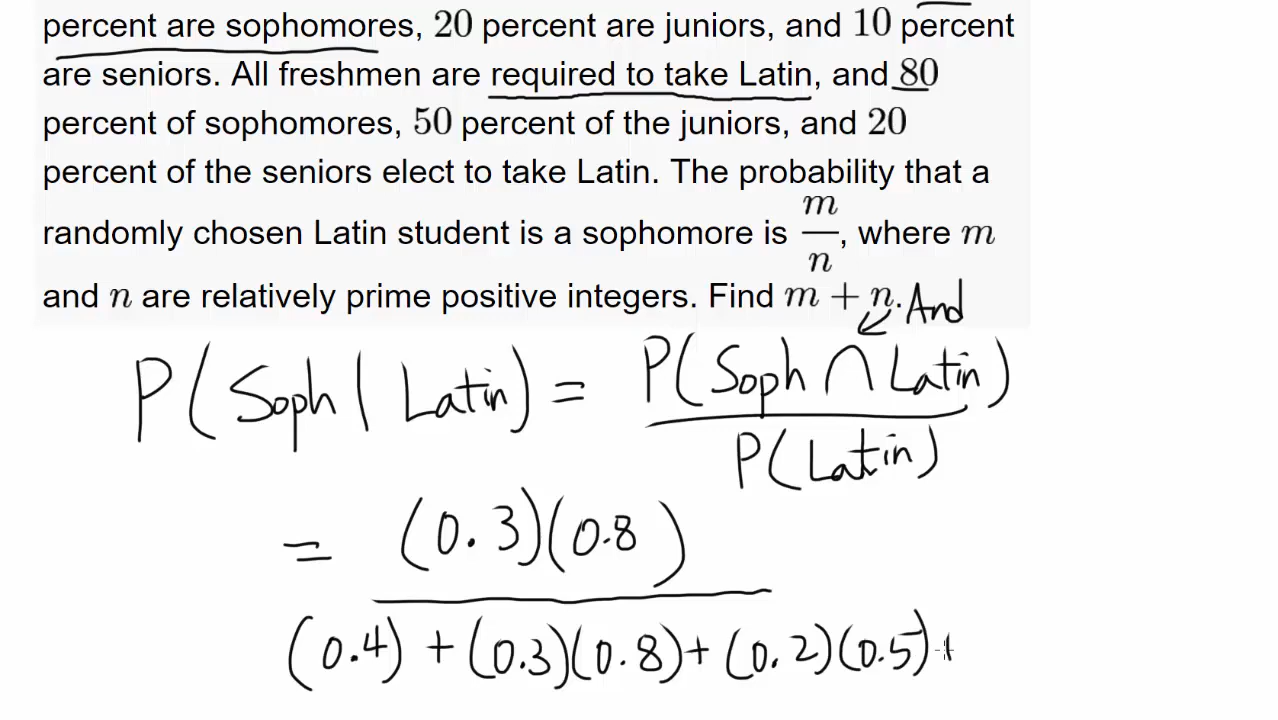 percent are sophomores, 20 percent are juniors, and 10 percent
are seniors. All freshmen are required to take Latin, and 80
percent of sophomores, 50 percent of the juniors, and 20
percent of the seniors elect to take Latin. The probability that a
randomly chosen Latin student is a sophomore is m/n, where m
and n are relatively prime positive integers. Find m + n. And
P(Soph | Latin) = P(Soph ∩ Latin) / P(Latin)
= (0.3)(0.8) / (0.4) + (0.3)(0.8) + (0.2)(0.5) +